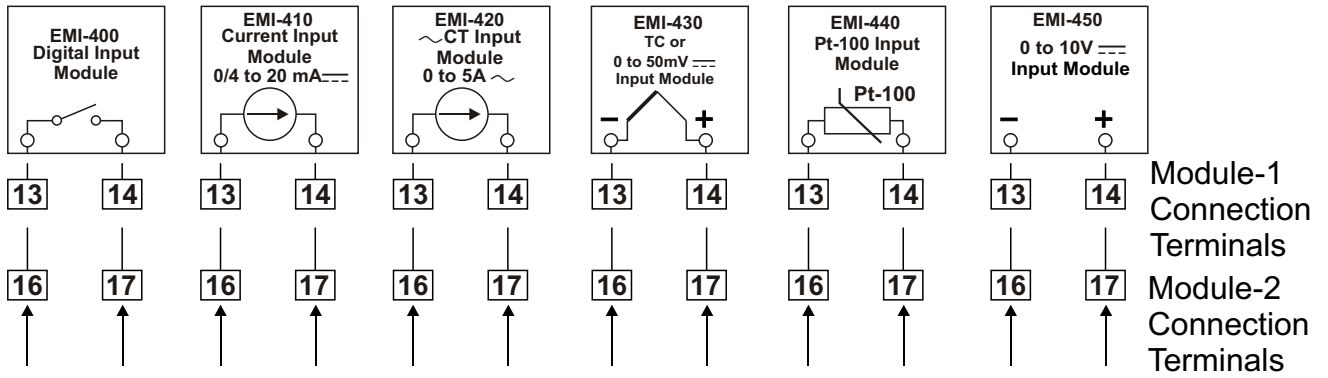 EMI-400
Digital Input
Module
EMI-410
Current Input
Module
0/4 to 20 mA
EMI-420
CT Input
Module
0 to 5A
EMI-430
TC or
0 to 50mV
Input Module
− +
EMI-440
Pt-100 Input
Module
Pt-100
EMI-450
0 to 10V
Input Module
− +
13 14 13 14 13 14 13 14 13 14 13 14
Module-1
Connection
Terminals
16 17 16 17 16 17 16 17 16 17 16 17
Module-2
Connection
Terminals